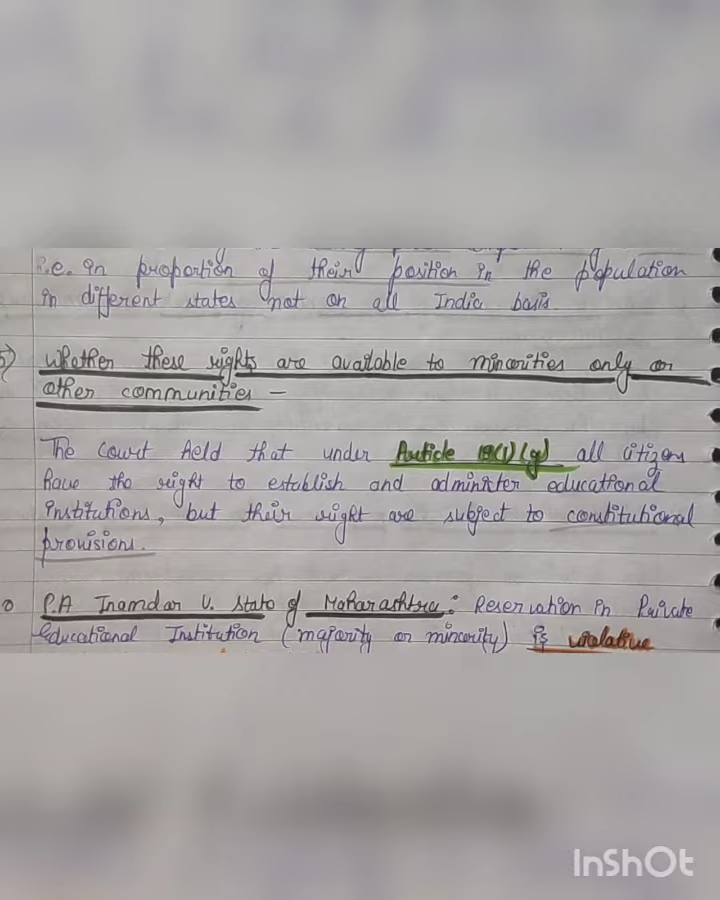 i.e. in proportion of their position in the population
in different states not on all India basis
5) Whether these rights are available to minorities only or
other communities -
The Court held that under Article 19(1)(g) all citizens
have the right to establish and administer educational
institutions, but their right are subject to constitutional
provisions.
P.A Inamdar V. State of Maharashtra: Reservation in Private
educational Institution (majority or minority) is violative
InShOt